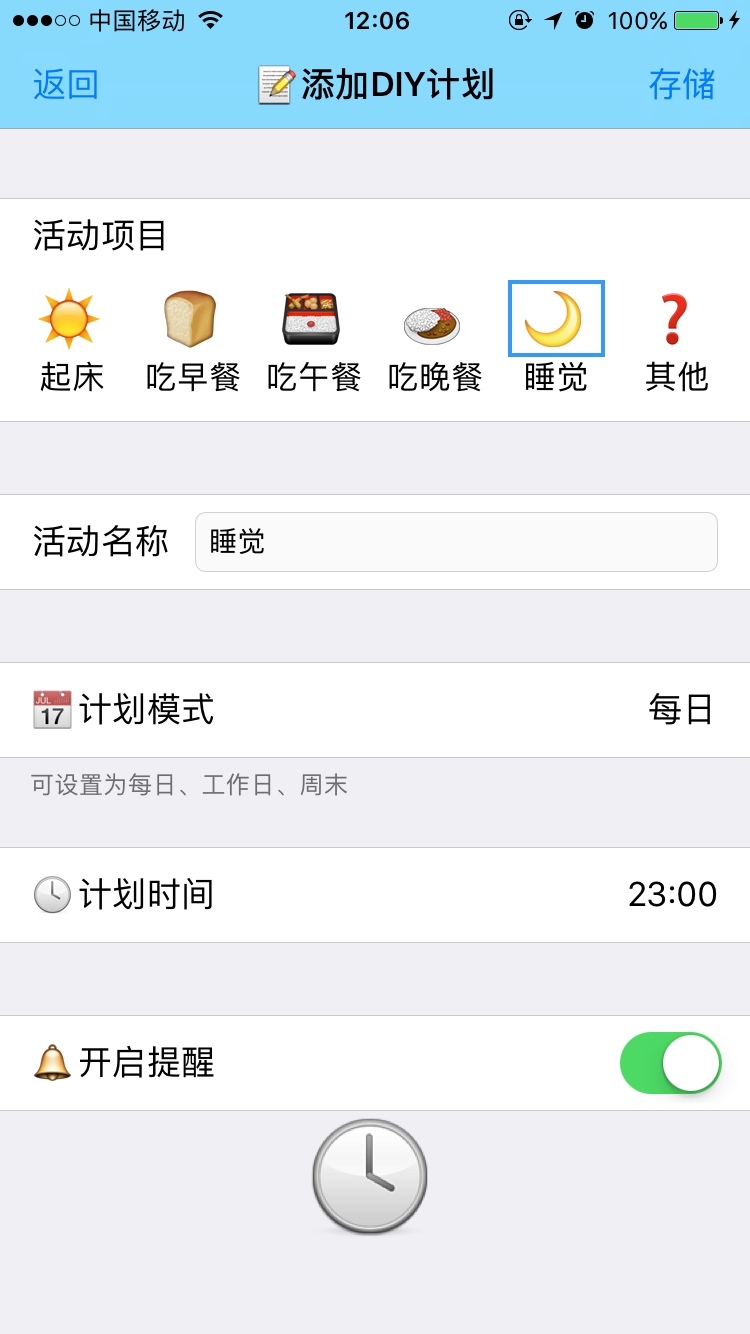 中国移动 12:06 100%
返回 添加DIY计划 存储
活动项目
起床 吃早餐 吃午餐 吃晚餐 睡觉 其他
活动名称 睡觉
JUL 17 计划模式 每日
可设置为每日、工作日、周末
计划时间 23:00
开启提醒